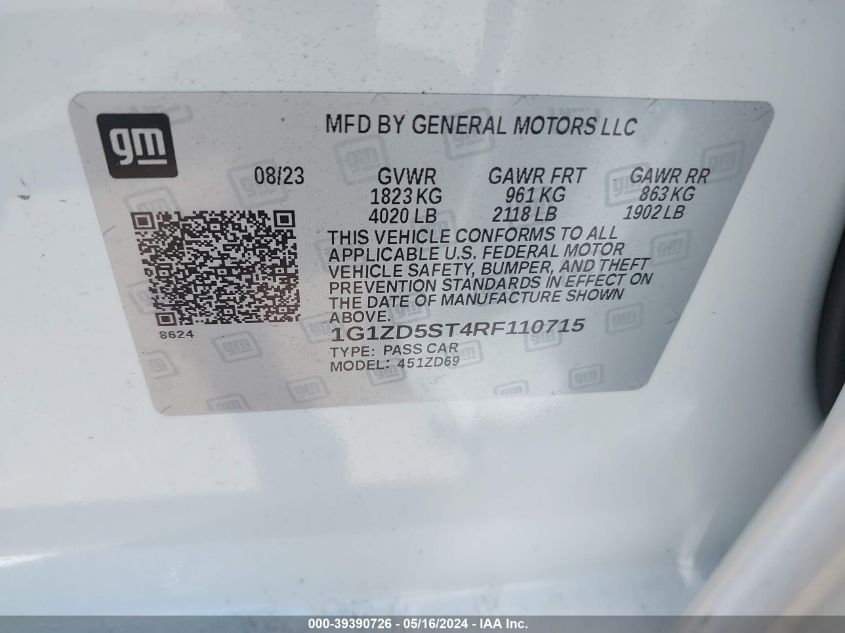 gm
MFD BY GENERAL MOTORS LLC
08/23 GVWR GAWR FRT GAWR RR
1823 KG 961 KG 863 KG
4020 LB 2118 LB 1902 LB
THIS VEHICLE CONFORMS TO ALL
APPLICABLE U.S. FEDERAL MOTOR
VEHICLE SAFETY, BUMPER, AND THEFT
PREVENTION STANDARDS IN EFFECT ON
THE DATE OF MANUFACTURE SHOWN
ABOVE.
8624
1G1ZD5ST4RF110715
TYPE: PASS CAR
MODEL: 451ZD69
000-39390726 - 05/16/2024 - IAA Inc.